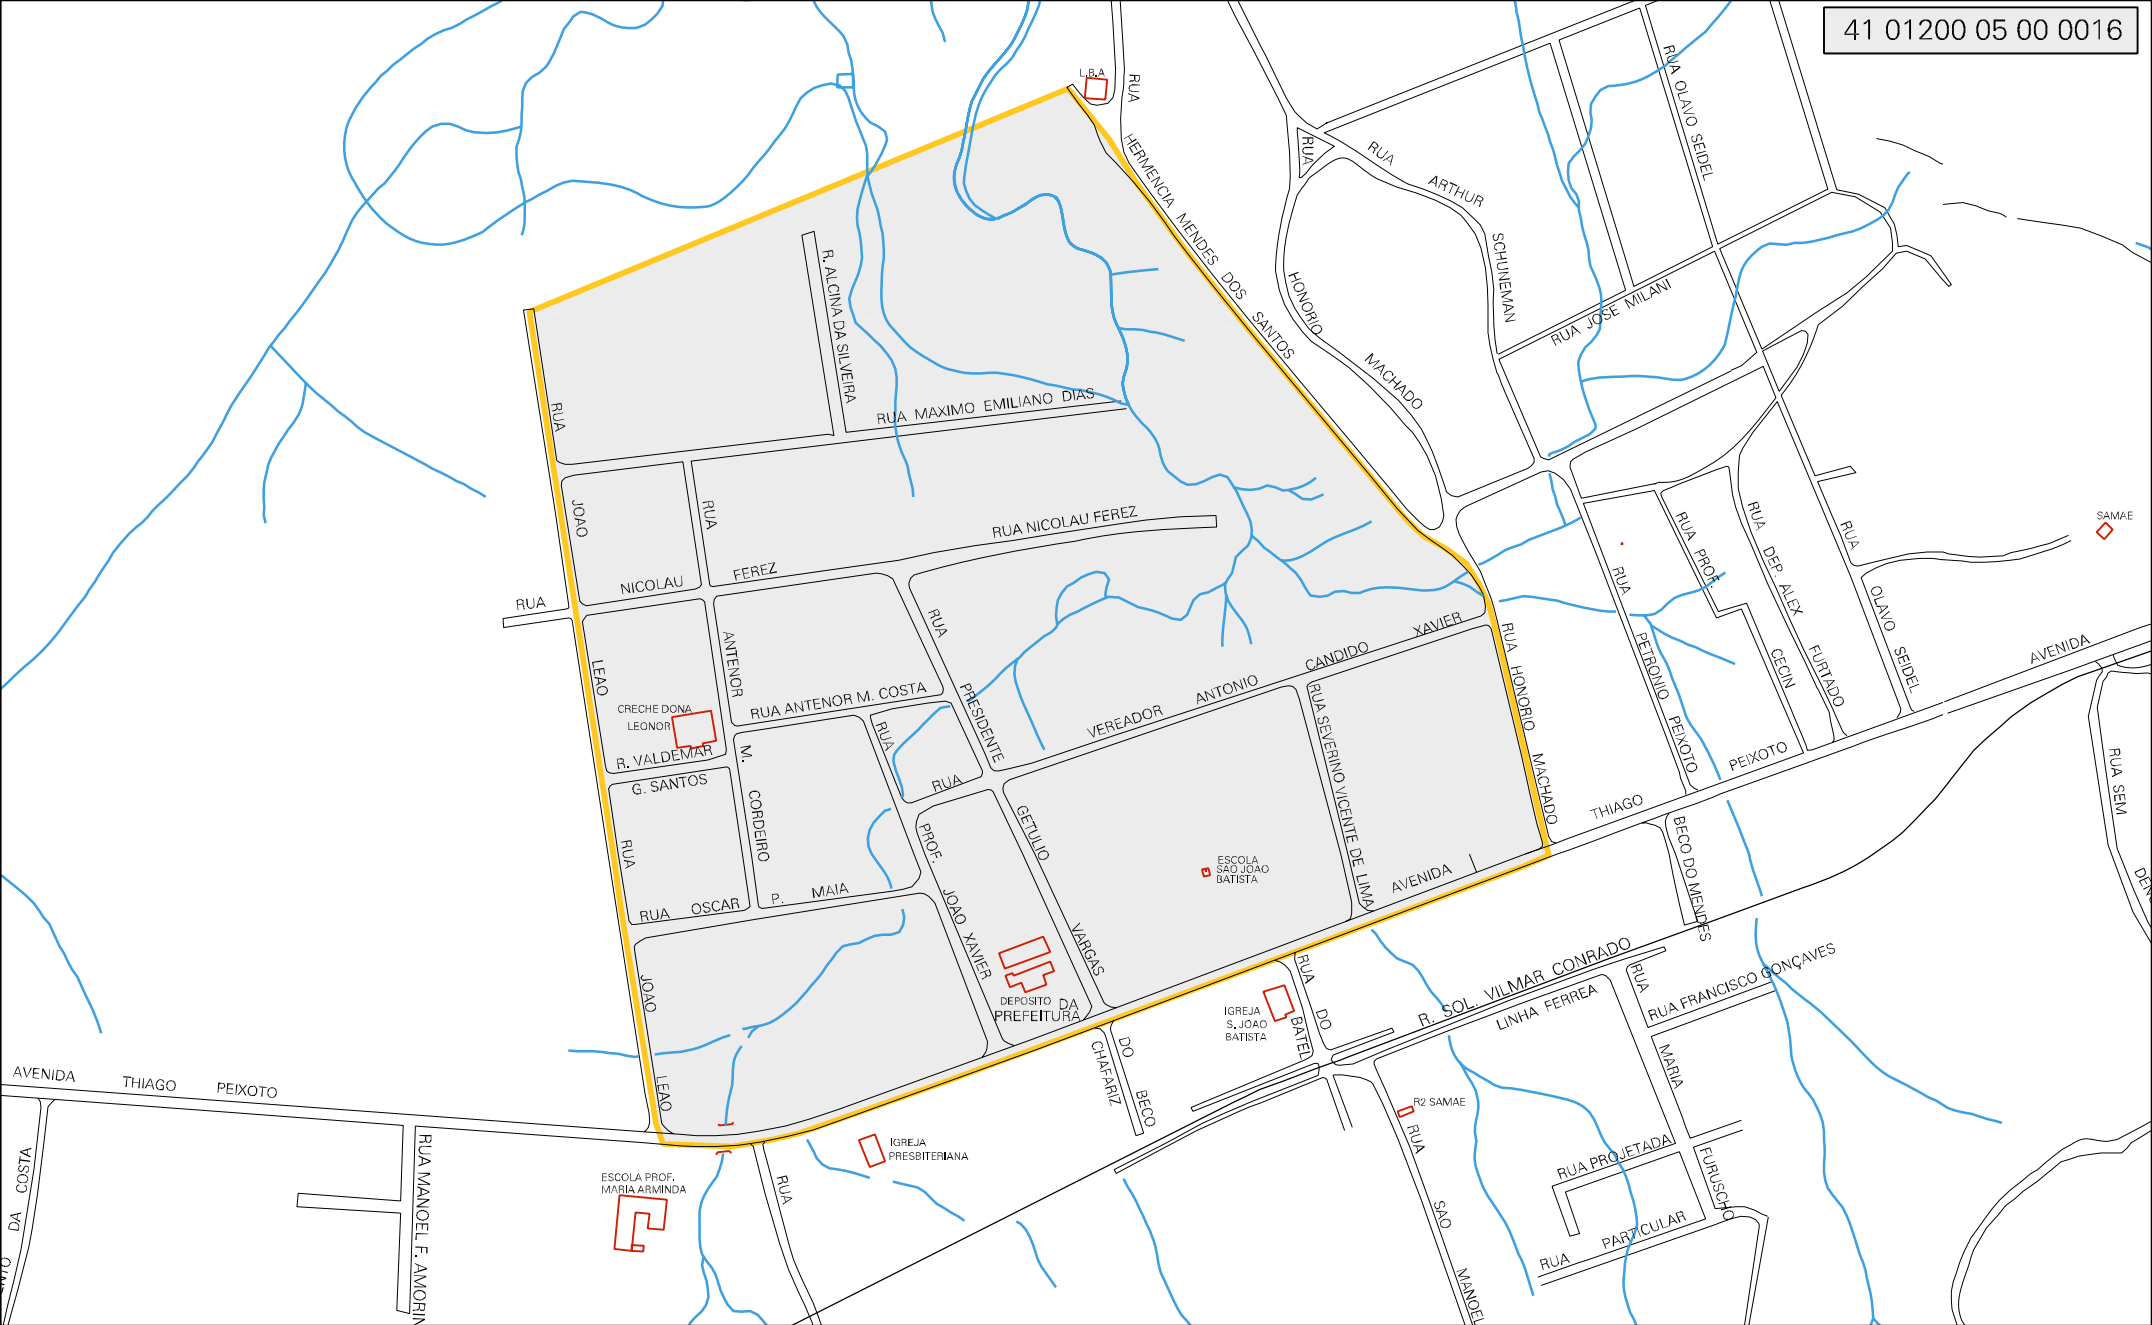 41 01200 05 00 0016
L.B.A
RUA
HERMENCIA MENDES DOS SANTOS
RUA OLAVO SEIDEL
RUA
HONORIO
MACHADO
RUA
ARTHUR
SCHUNEMAN
RUA JOSE MILANI
R. ALCINA DA SILVEIRA
RUA MAXIMO EMILIANO DIAS
RUA
JOAO
LEAO
RUA
RUA
NICOLAU
FEREZ
RUA NICOLAU FEREZ
RUA
ANTENOR
M.
CORDEIRO
RUA ANTENOR M. COSTA
CRECHE DONA
LEONOR
R. VALDEMAR
G. SANTOS
RUA
PRESIDENTE
GETULIO
VARGAS
RUA
VEREADOR
ANTONIO
CANDIDO
XAVIER
RUA
PROF.
JOAO
XAVIER
RUA SEVERINO VICENTE DE LIMA
RUA HONORIO
MACHADO
RUA
PETRONIO
PEIXOTO
RUA PROF.
CECIN
RUA DEP. ALEX
FURTADO
RUA
OLAVO
SEIDEL
SAMAE
AVENIDA
PEIXOTO
THIAGO
AVENIDA
RUA
JOAO
LEAO
RUA
OSCAR
P.
MAIA
ESCOLA
SAO JOAO
BATISTA
DEPOSITO DA
PREFEITURA
RUA SEM
DEN
BECO DO MENDES
R. SOL. VILMAR CONRADO
LINHA FERREA
RUA FRANCISCO GONÇAVES
RUA
MARIA
FURUSCHO
RUA
DO
BATEL
IGREJA
S. JOAO
BATISTA
DO
CHAFARIZ
BECO
R2 SAMAE
RUA
SAO
MANOEL
RUA PROJETADA
RUA
PARTICULAR
AVENIDA
THIAGO
PEIXOTO
DA
COSTA
RUA MANOEL F. AMORIN
IGREJA
PRESBITERIANA
ESCOLA PROF.
MARIA ARMINDA
RUA